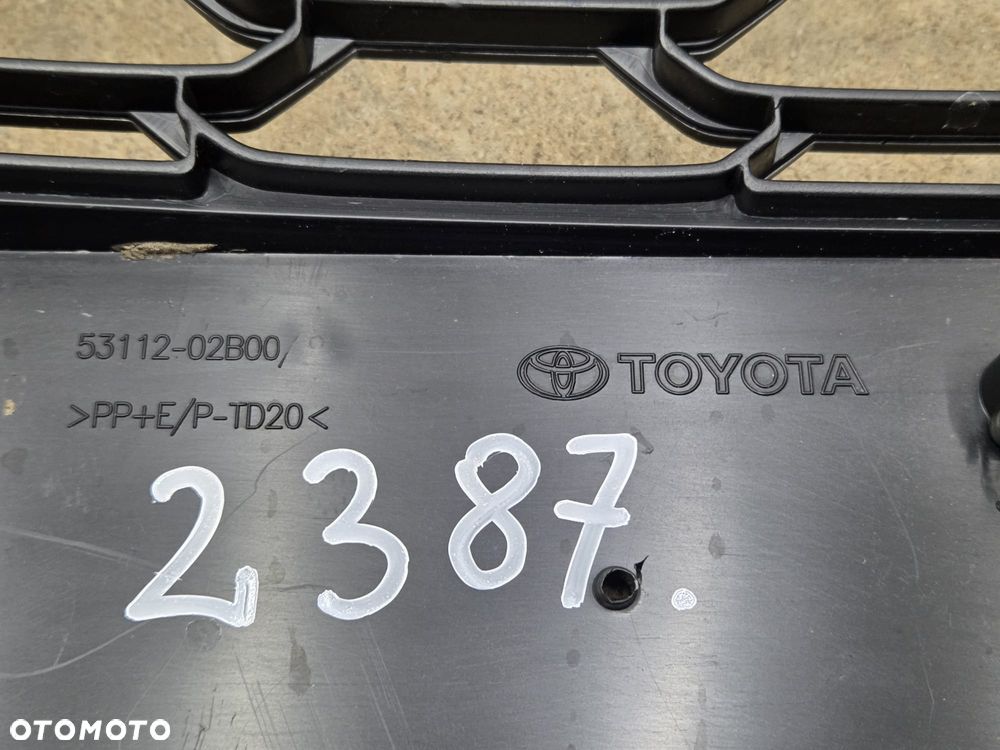 53112-02B00
TOYOTA
>PP+E/P-TD20<
2387.
OTOMOTO